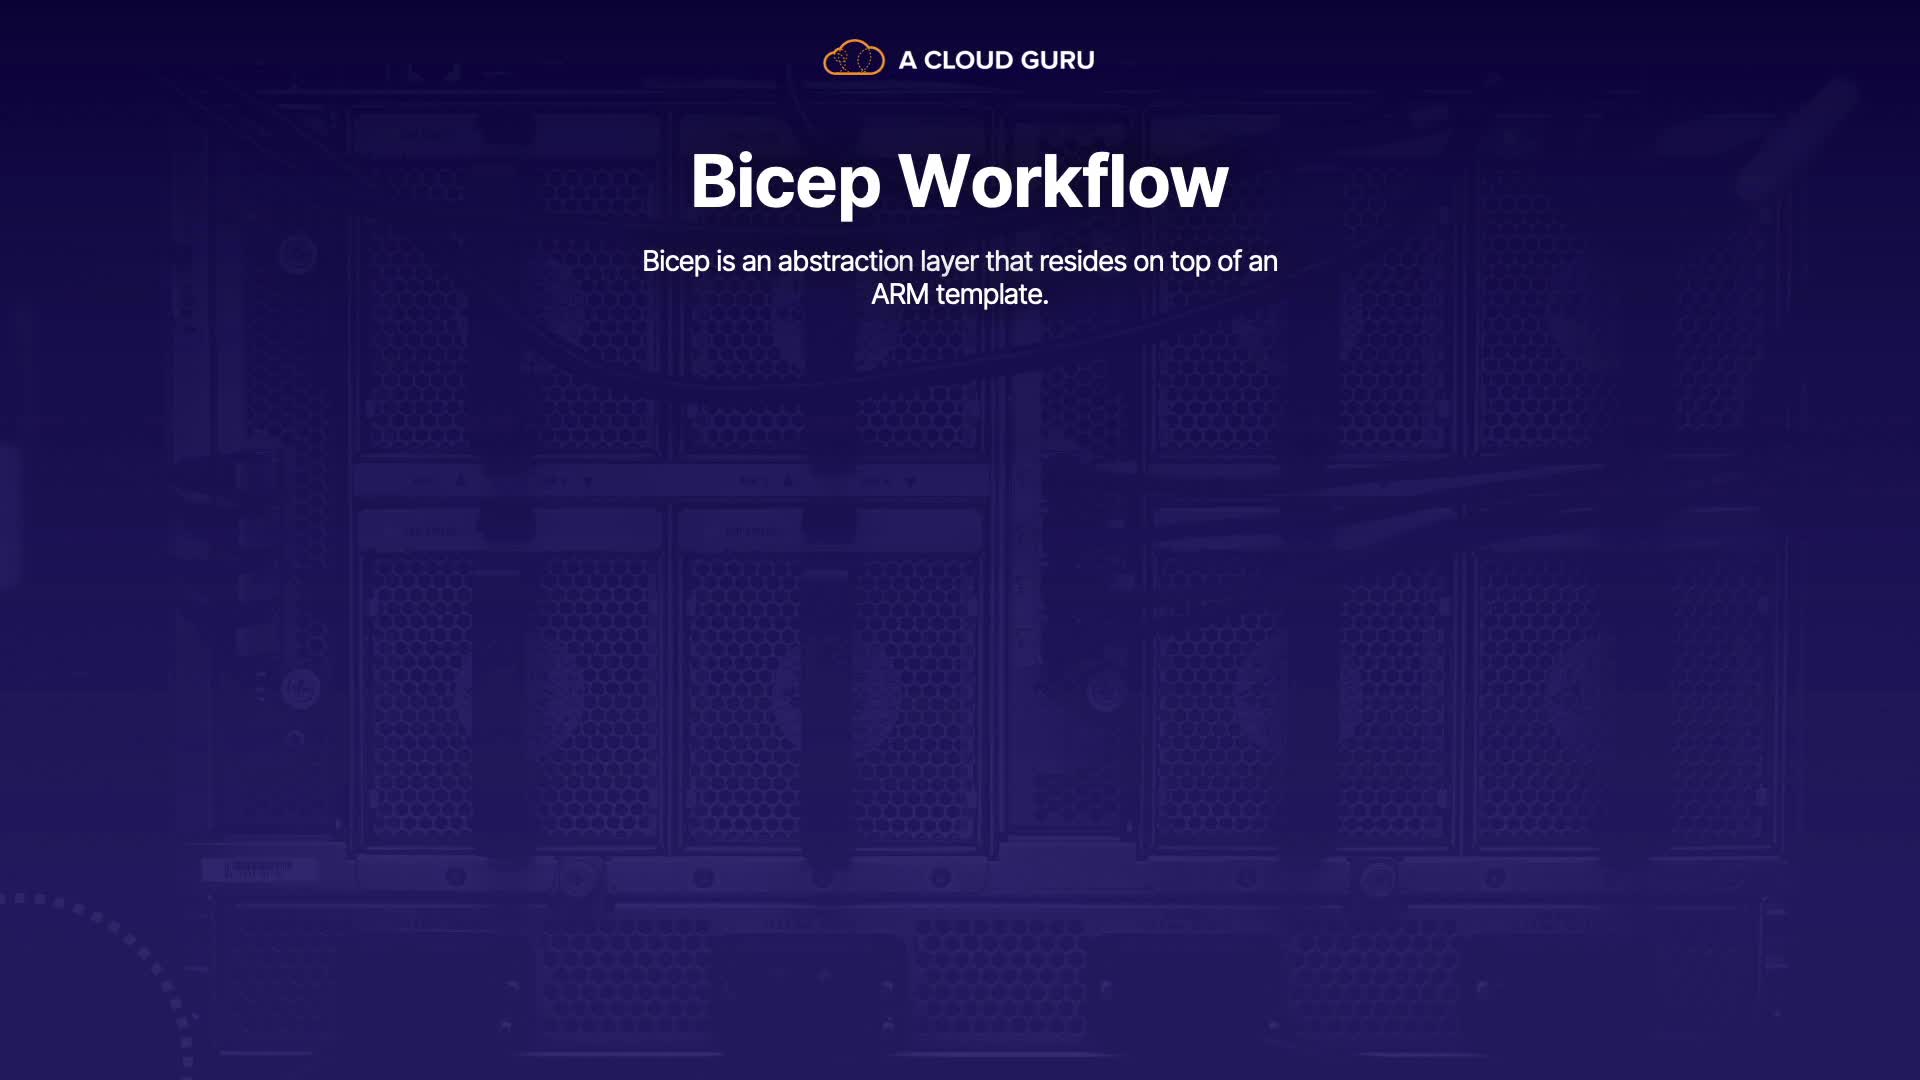 A CLOUD GURU
Bicep Workflow
Bicep is an abstraction layer that resides on top of an
ARM template.